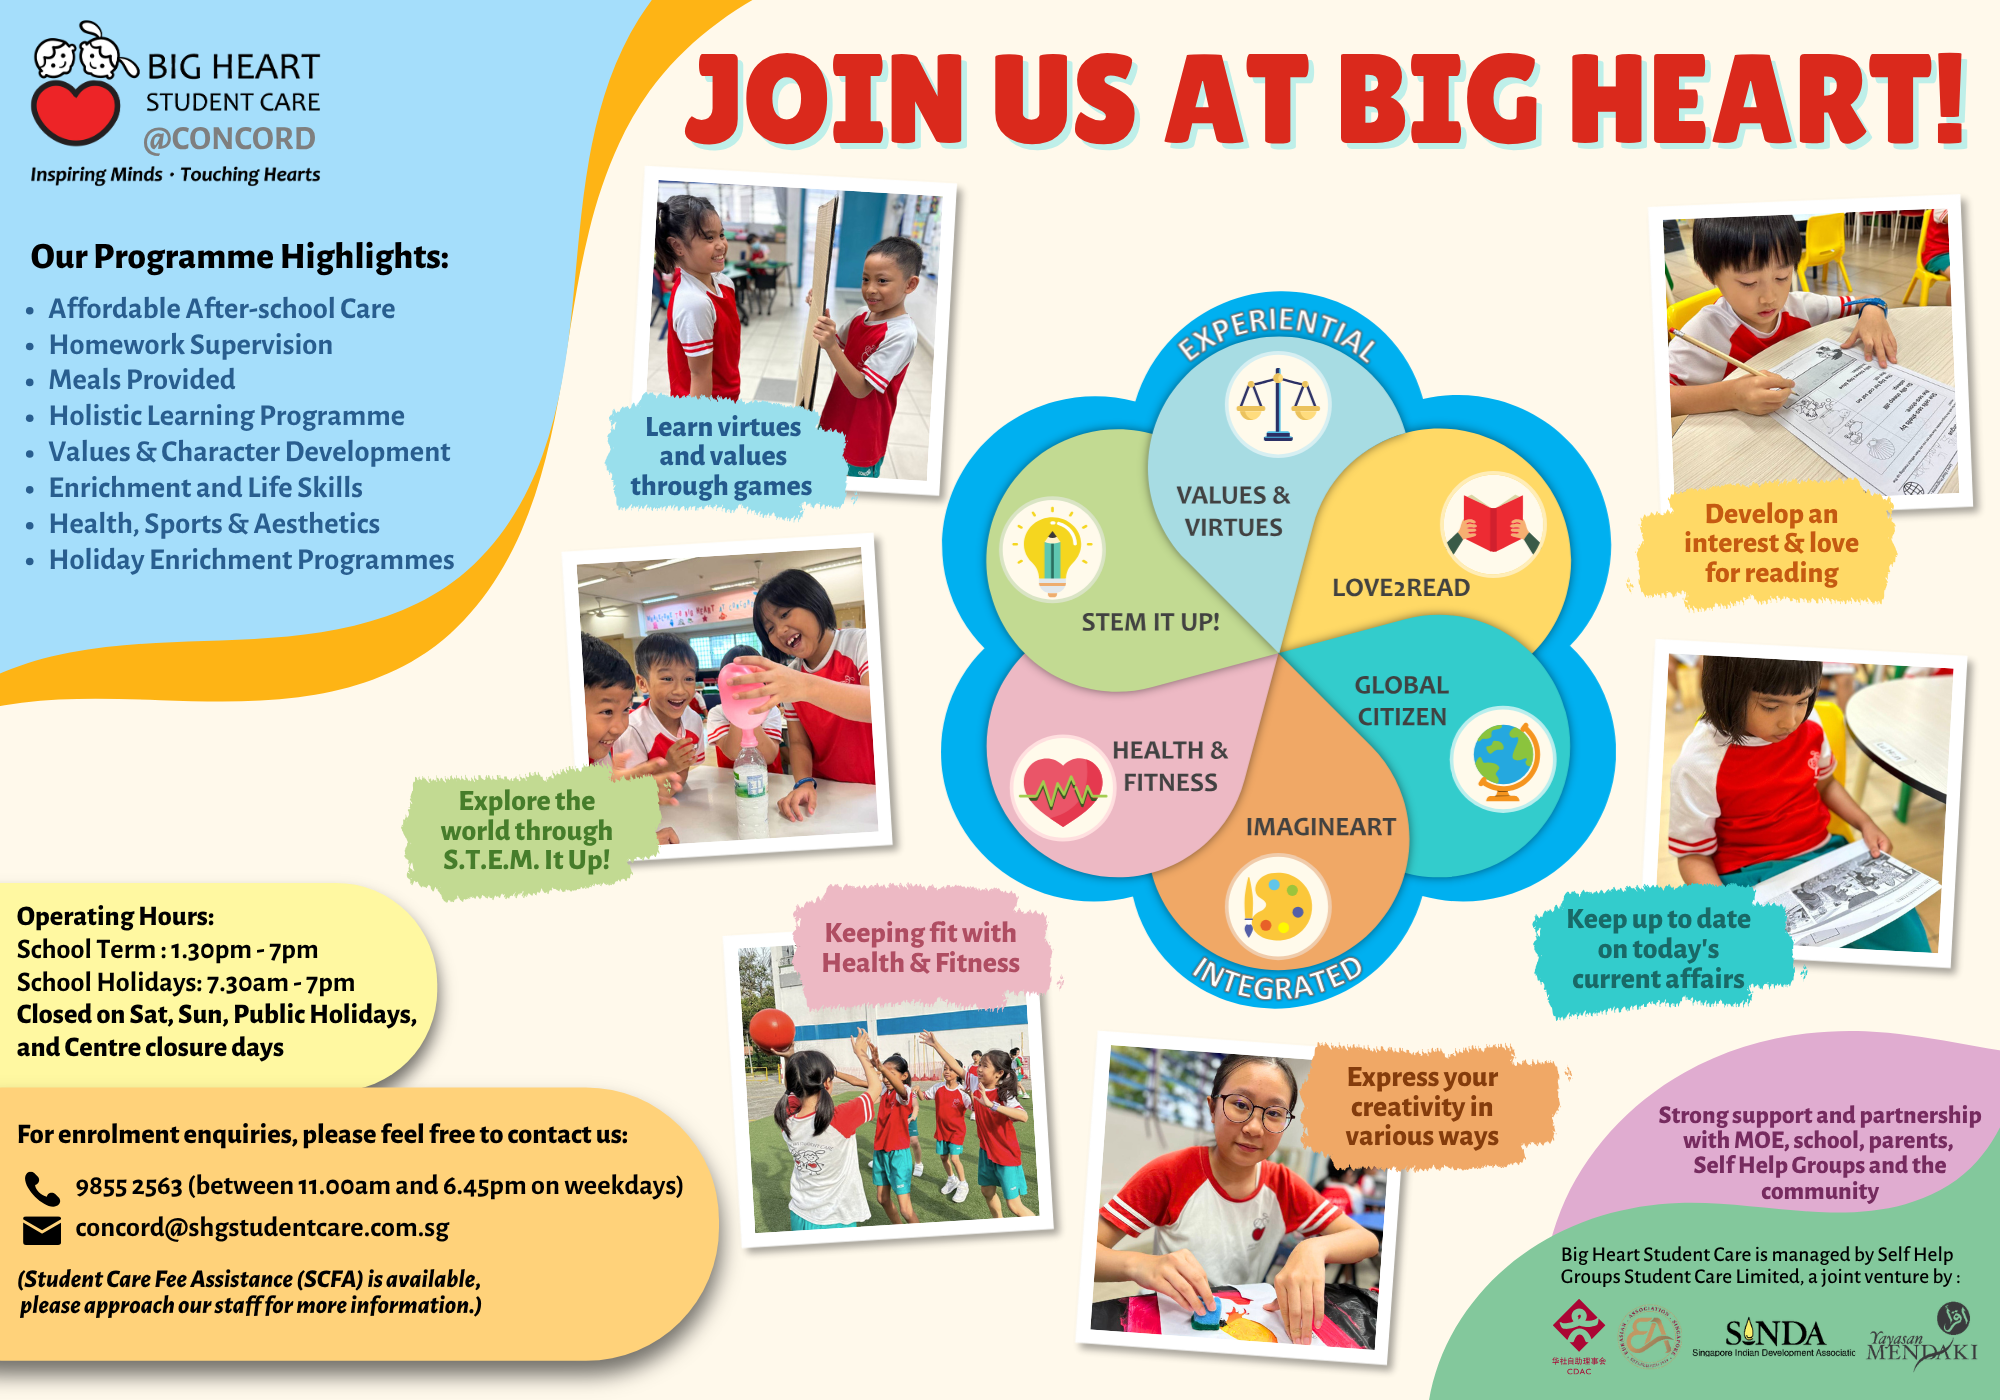 BIG HEART
STUDENT CARE
@CONCORD
Inspiring Minds · Touching Hearts
JOIN US AT BIG HEART!
Our Programme Highlights:
• Affordable After-school Care
• Homework Supervision
• Meals Provided
• Holistic Learning Programme
• Values & Character Development
• Enrichment and Life Skills
• Health, Sports & Aesthetics
• Holiday Enrichment Programmes
Learn virtues
and values
through games
Explore the
world through
S.T.E.M. It Up!
EXPERIENTIAL
VALUES &
VIRTUES
LOVE2READ
STEM IT UP!
GLOBAL
CITIZEN
HEALTH &
FITNESS
IMAGINEART
INTEGRATED
Develop an
interest & love
for reading
Keep up to date
on today's
current affairs
Keeping fit with
Health & Fitness
Express your
creativity in
various ways
Operating Hours:
School Term : 1.30pm - 7pm
School Holidays: 7.30am - 7pm
Closed on Sat, Sun, Public Holidays,
and Centre closure days
For enrolment enquiries, please feel free to contact us:
9855 2563 (between 11.00am and 6.45pm on weekdays)
concord@shgstudentcare.com.sg
(Student Care Fee Assistance (SCFA) is available,
please approach our staff for more information.)
Strong support and partnership
with MOE, school, parents,
Self Help Groups and the
community
Big Heart Student Care is managed by Self Help
Groups Student Care Limited, a joint venture by :
华社自助理事会
CDAC
EURASIAN ASSOCIATION SINGAPORE
EA
SINDA
Singapore Indian Development Associatic
Yayasan
MENDAKI